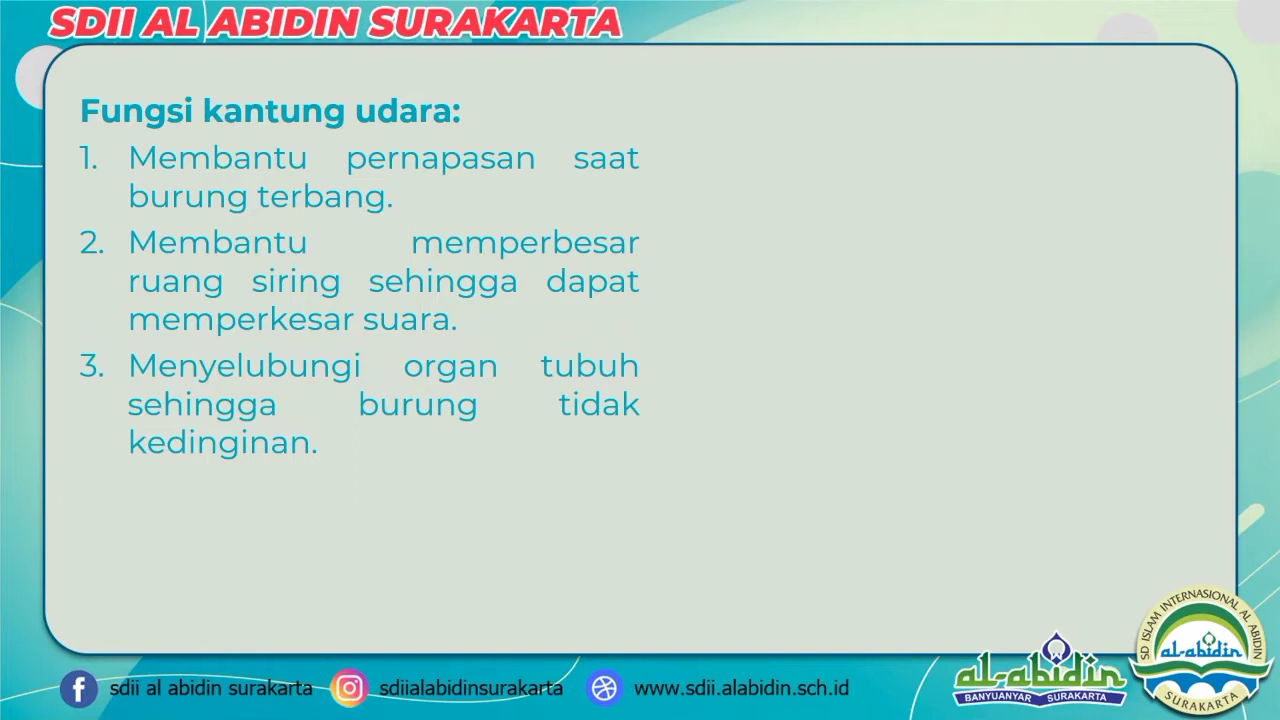 SDII AL ABIDIN SURAKARTA
Fungsi kantung udara:
1. Membantu pernapasan saat
burung terbang.
2. Membantu memperbesar
ruang siring sehingga dapat
memperkesar suara.
3. Menyelubungi organ tubuh
sehingga burung tidak
kedinginan.
sdii al abidin surakarta
sdiialabidinsurakarta
www.sdii.alabidin.sch.id
al-abidin
BANYUANYAR SURAKARTA
SD ISLAM INTERNASIONAL AL ABIDIN
al-abidin
SURAKARTA